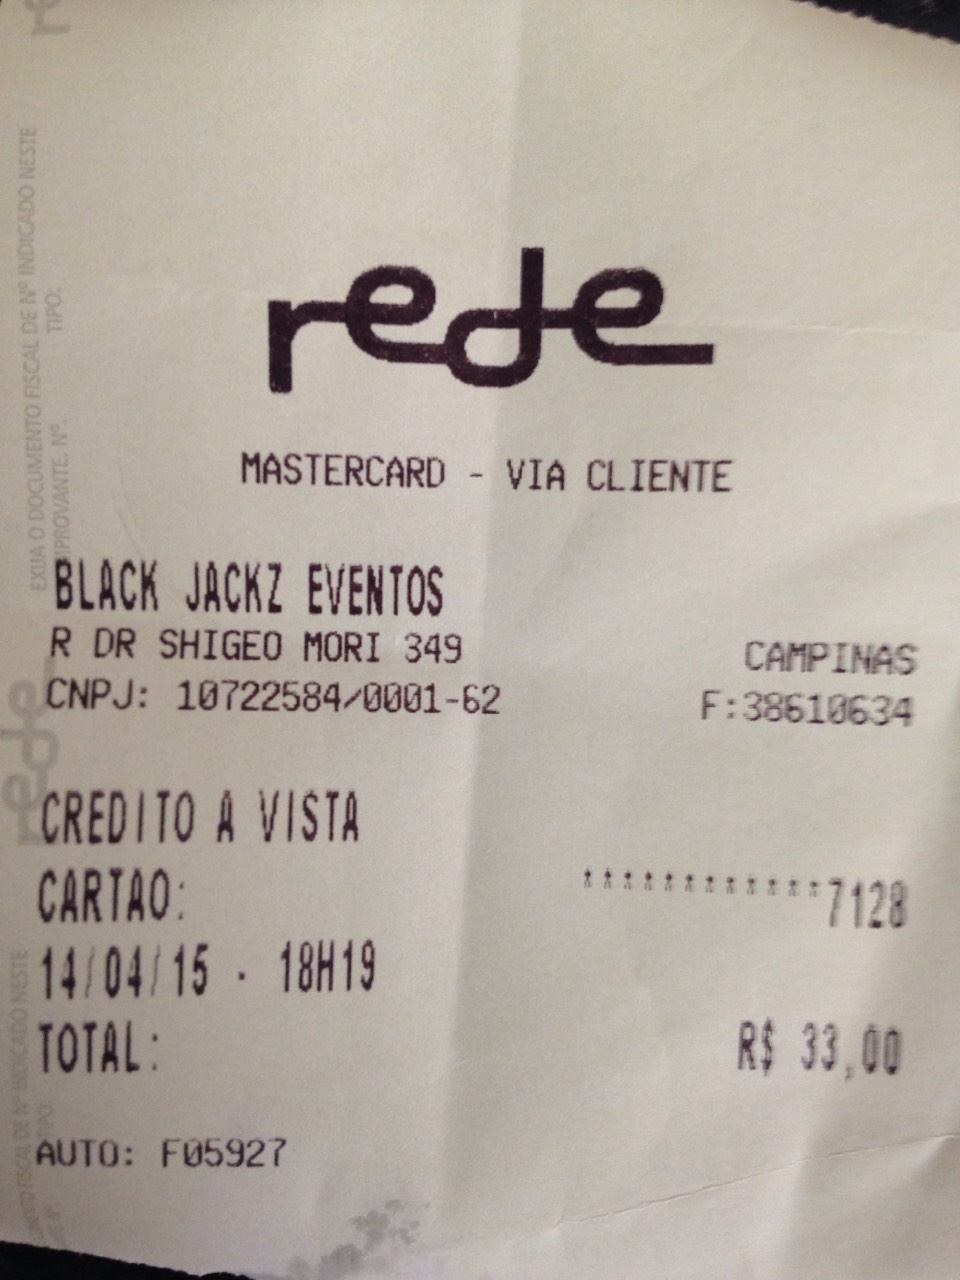 rede
MASTERCARD - VIA CLIENTE
BLACK JACKZ EVENTOS
R DR SHIGEO MORI 349 CAMPINAS
CNPJ: 10722584/0001-62 F:38610634
CREDITO A VISTA
CARTAO: ************7128
14/04/15 - 18H19
TOTAL: R$ 33,00
AUTO: F05927
EXIJA O DOCUMENTO FISCAL DE Nº INDICADO NESTE
COMPROVANTE. Nº. TIPO:
rede
FISCAL DE Nº INDICADO NESTE
TIPO: